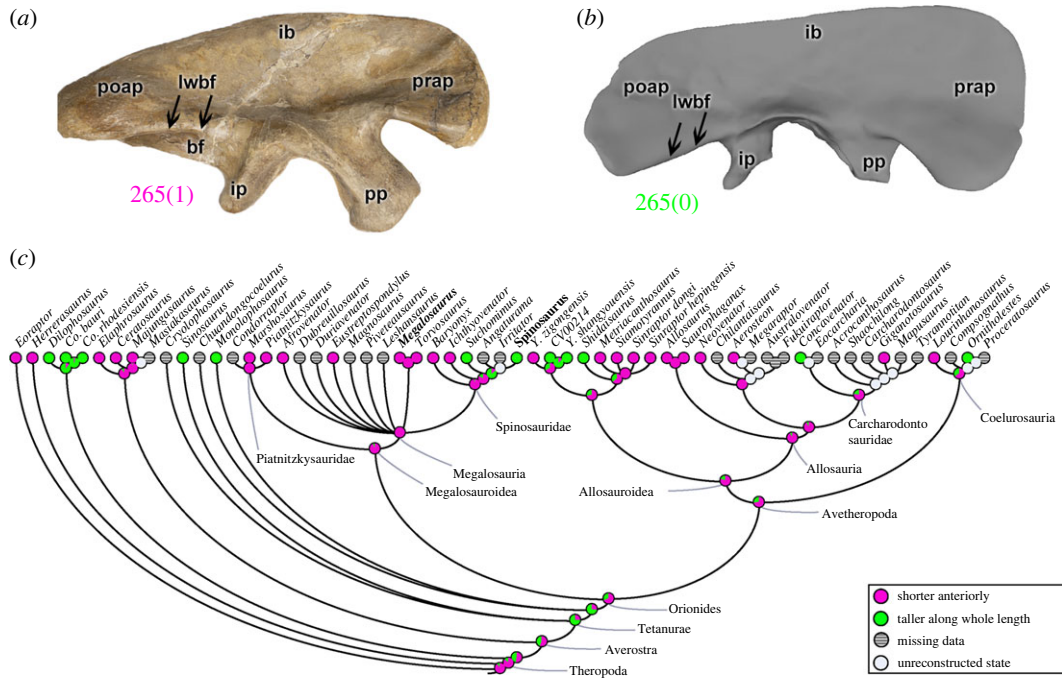 (a)
ib
poap
lwbf
prap
bf
265(1)
ip
pp
(b)
ib
poap
lwbf
prap
ip
pp
265(0)
(c)
Eoraptor
Herrerasaurus
Dilophosaurus
Co. bauri
Co. rhodesiensis
Elaphrosaurus
Ceratosaurus
Majungasaurus
Masiakasaurus
Cryolophosaurus
Sinosaurus
Chuandongocoelurus
Monolophosaurus
Condorraptor
Marshosaurus
Piatnitzkysaurus
Afrovenator
Dubreuillosaurus
Duriavenator
Eustreptospondylus
Magnosaurus
Piveteausaurus
Leshansaurus
Megalosaurus
Torvosaurus
Baryonyx
Ichthyovenator
Suchomimus
Angaturama
Irritator
Spinosaurus
Y. zigongensis
CV00214
Y. shangyouensis
Shidaisaurus
Metriacanthosaurus
Siamotyrannus
Sinraptor dongi
Sinraptor hepingensis
Allosaurus
Saurophaganax
Neovenator
Chilantaisaurus
Aerosteon
Megaraptor
Australovenator
Fukuiraptor
Concavenator
Eocarcharia
Acrocanthosaurus
Shaochilong
Carcharodontosaurus
Giganotosaurus
Mapusaurus
Tyrannotitan
Lourinhanosaurus
Compsognathus
Ornitholestes
Proceratosaurus
Piatnitzkysauridae
Spinosauridae
Megalosauria
Megalosauroidea
Carcharodonto
sauridae
Coelurosauria
Allosauria
Allosauroidea
Avetheropoda
Orionides
Tetanurae
Averostra
Theropoda
shorter anteriorly
taller along whole length
missing data
unreconstructed state